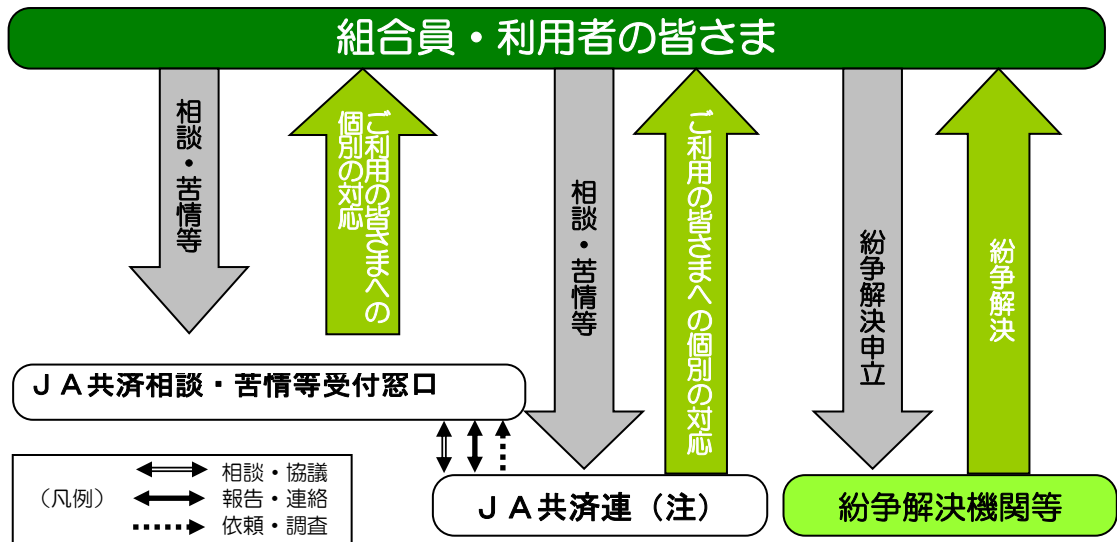 組合員・利用者の皆さま
相談・苦情等
ご利用の皆さまへの
個別の対応
相談・苦情等
ご利用の皆さまへの個別の対応
紛争解決申立
紛争解決
ＪＡ共済相談・苦情等受付窓口
（凡例）
相談・協議
報告・連絡
依頼・調査
ＪＡ共済連（注）
紛争解決機関等